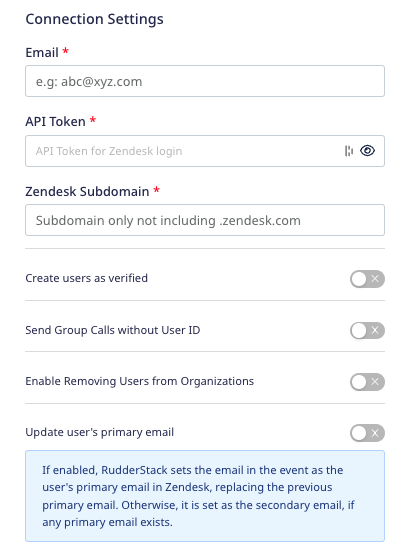 Connection Settings
Email *
e.g: abc@xyz.com
API Token *
API Token for Zendesk login
Zendesk Subdomain *
Subdomain only not including .zendesk.com
Create users as verified
Send Group Calls without User ID
Enable Removing Users from Organizations
Update user's primary email
If enabled, RudderStack sets the email in the event as the
user's primary email in Zendesk, replacing the previous
primary email. Otherwise, it is set as the secondary email, if
any primary email exists.